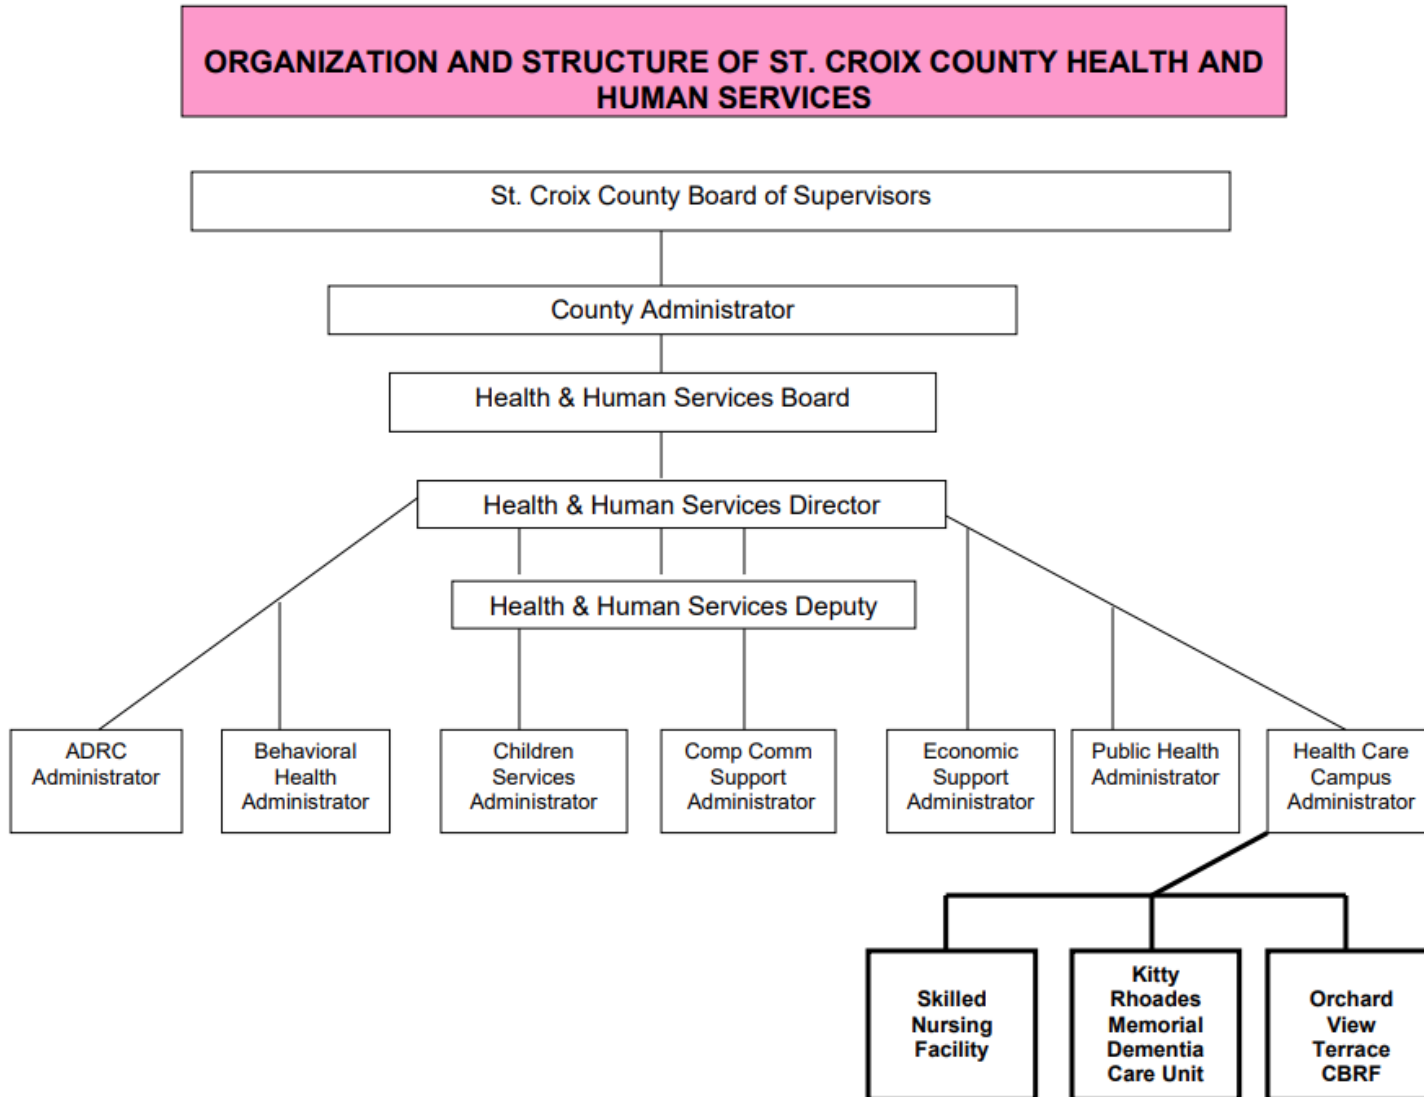 ORGANIZATION AND STRUCTURE OF ST. CROIX COUNTY HEALTH AND
HUMAN SERVICES
St. Croix County Board of Supervisors
County Administrator
Health & Human Services Board
Health & Human Services Director
Health & Human Services Deputy
ADRC
Administrator
Behavioral
Health
Administrator
Children
Services
Administrator
Comp Comm
Support
Administrator
Economic
Support
Administrator
Public Health
Administrator
Health Care
Campus
Administrator
Skilled
Nursing
Facility
Kitty
Rhoades
Memorial
Dementia
Care Unit
Orchard
View
Terrace
CBRF